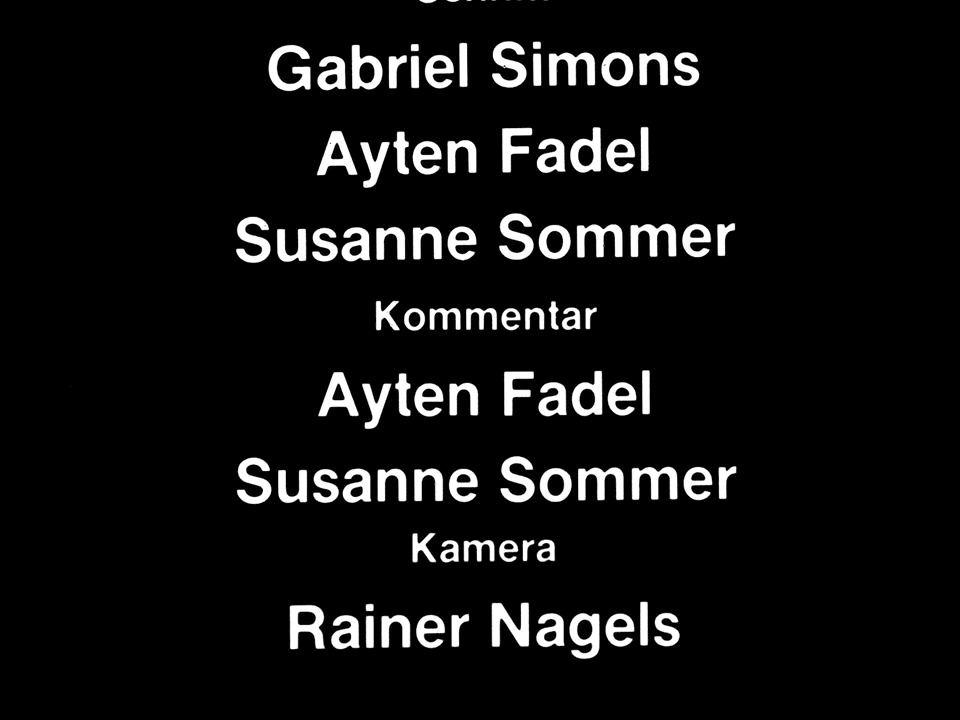 Gabriel Simons
Ayten Fadel
Susanne Sommer
Kommentar
Ayten Fadel
Susanne Sommer
Kamera
Rainer Nagels